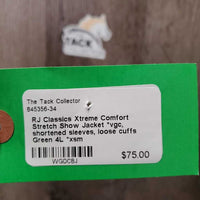 TACK
The Tack Collector
845356-34
RJ Classics Xtreme Comfort
Stretch Show Jacket *vgc,
shortened sleeves, loose cuffs
Green 4L *xsm
$75.00
WGOCBJ